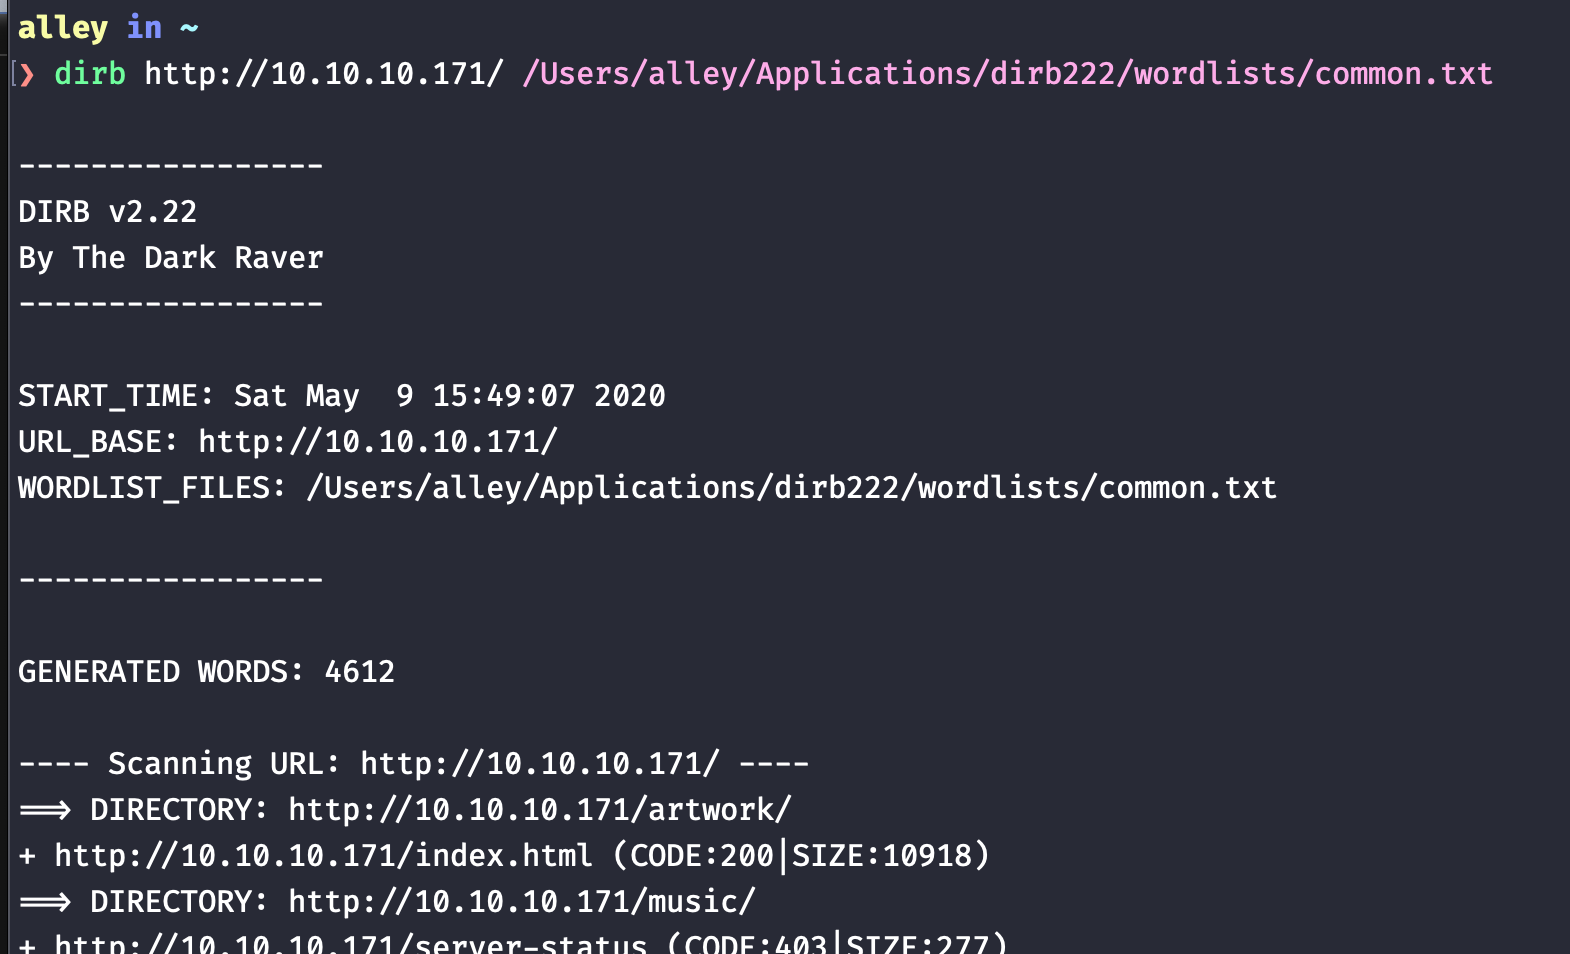 alley in ~
[❯ dirb http://10.10.10.171/ /Users/alley/Applications/dirb222/wordlists/common.txt
-----------------
DIRB v2.22
By The Dark Raver
-----------------
START_TIME: Sat May  9 15:49:07 2020
URL_BASE: http://10.10.10.171/
WORDLIST_FILES: /Users/alley/Applications/dirb222/wordlists/common.txt
-----------------
GENERATED WORDS: 4612
---- Scanning URL: http://10.10.10.171/ ----
==> DIRECTORY: http://10.10.10.171/artwork/
+ http://10.10.10.171/index.html (CODE:200|SIZE:10918)
==> DIRECTORY: http://10.10.10.171/music/
+ http://10.10.10.171/server-status (CODE:403|SIZE:277)